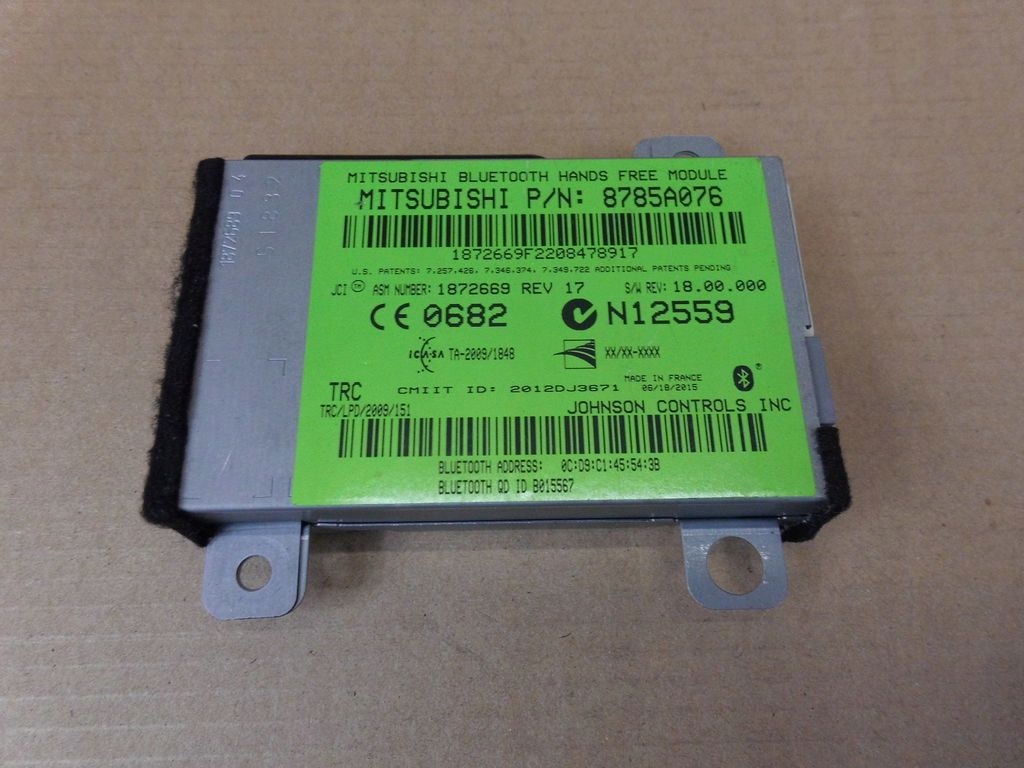 MITSUBISHI BLUETOOTH HANDS FREE MODULE
MITSUBISHI P/N: 8785A076
1872669F2208478917
U.S. PATENTS: 7,257,426, 7,346,374, 7,349,722 ADDITIONAL PATENTS PENDING
JCI TM ASM NUMBER: 1872669 REV 17 S/W REV: 18.00.000
CE 0682 N12559
ICASA TA-2009/1848 XX/XX-XXXX
TRC CMIIT ID: 2012DJ3671 MADE IN FRANCE
06/18/2015
TRC/LPD/2009/151 JOHNSON CONTROLS INC
BLUETOOTH ADDRESS: 0C:D9:C1:45:54:3B
BLUETOOTH QD ID B015567